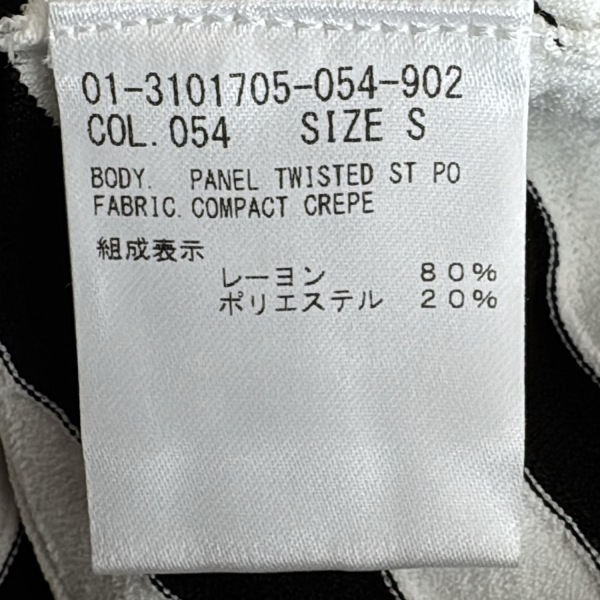 01-3101705-054-902
COL.054 SIZE S
BODY. PANEL TWISTED ST PO
FABRIC.COMPACT CREPE
組成表示
レーヨン 80%
ポリエステル 20%